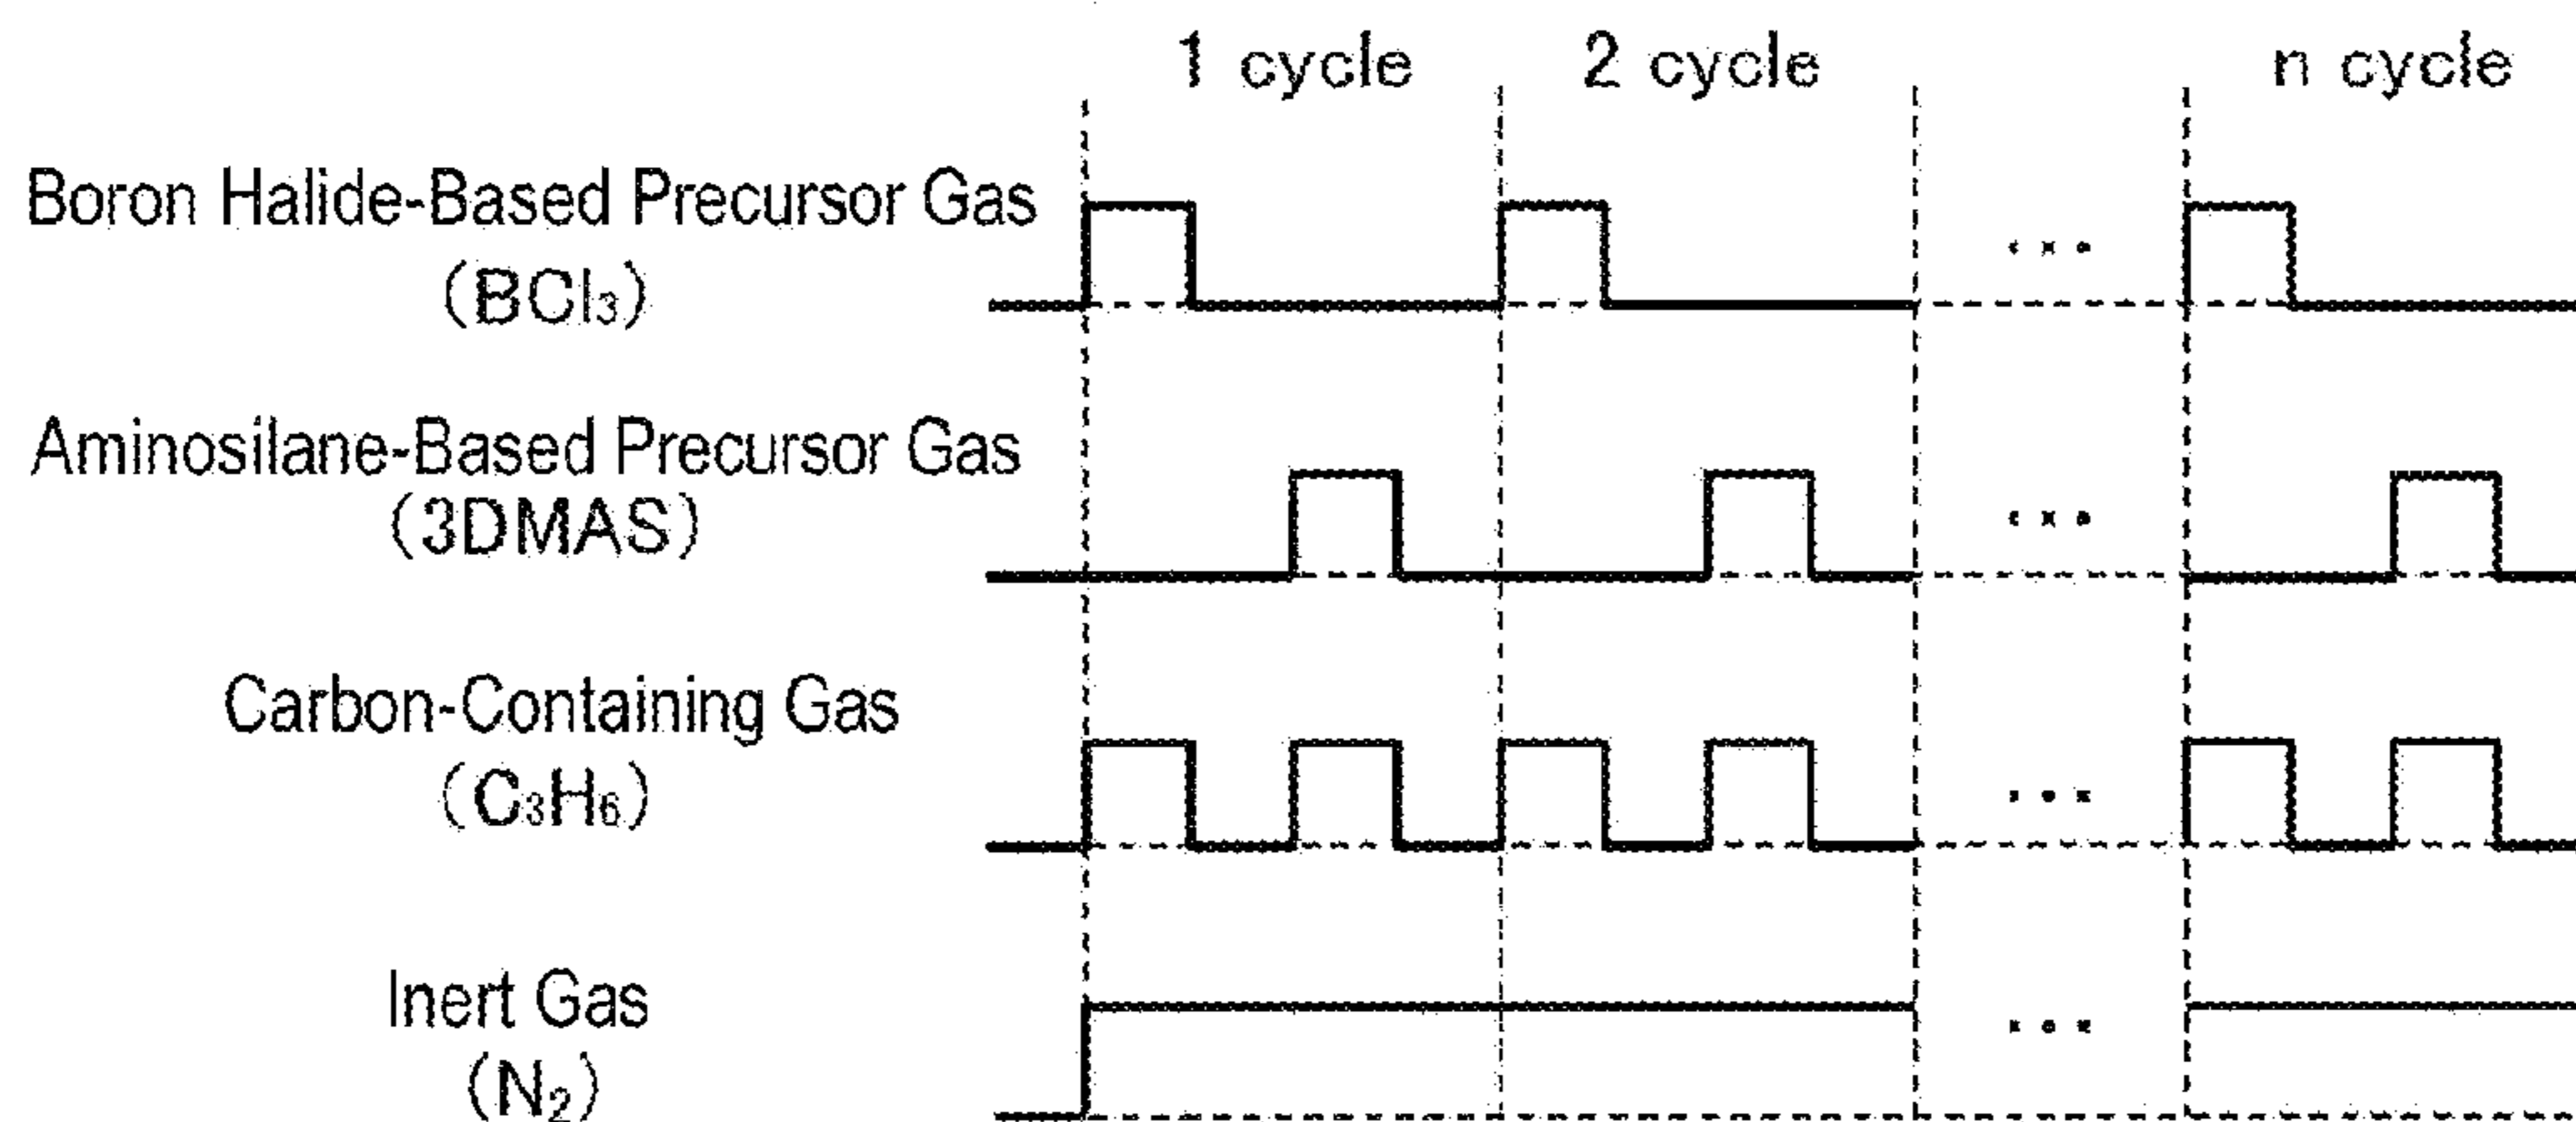 1 cycle 2 cycle n cycle
Boron Halide-Based Precursor Gas
(BCl₃)
Aminosilane-Based Precursor Gas
(3DMAS)
Carbon-Containing Gas
(C₃H₆)
Inert Gas
(N₂)